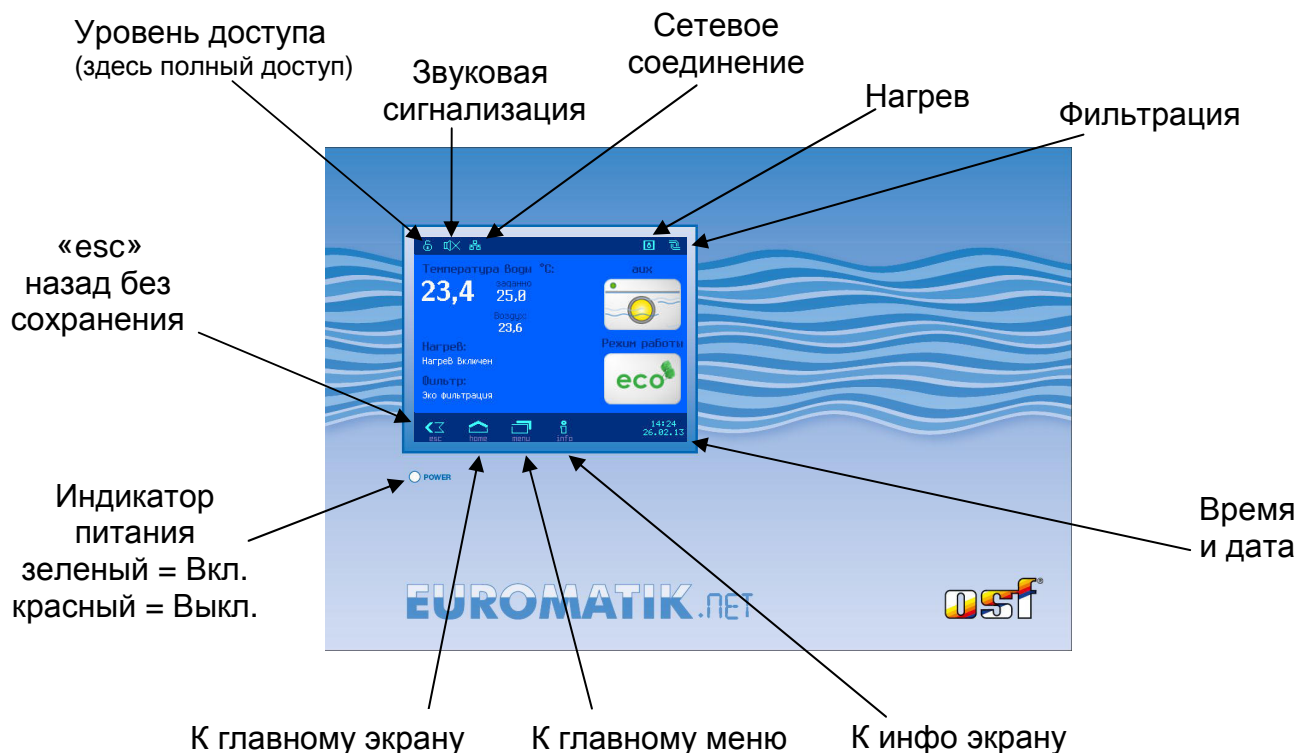 Уровень доступа
(здесь полный доступ)
Звуковая
сигнализация
Сетевое
соединение
Нагрев
Фильтрация
«esc»
назад без
сохранения
Температура воды °C:
23,4
задано
25,0
Воздух:
23,6
Нагрев:
Нагрев Включен
Фильтр:
Эко фильтрация
aux
Режим работы
eco
esc
home
menu
info
14:24
26.02.13
POWER
Индикатор
питания
зеленый = Вкл.
красный = Выкл.
Время
и дата
EUROMATIK.NET
osf®
К главному экрану
К главному меню
К инфо экрану